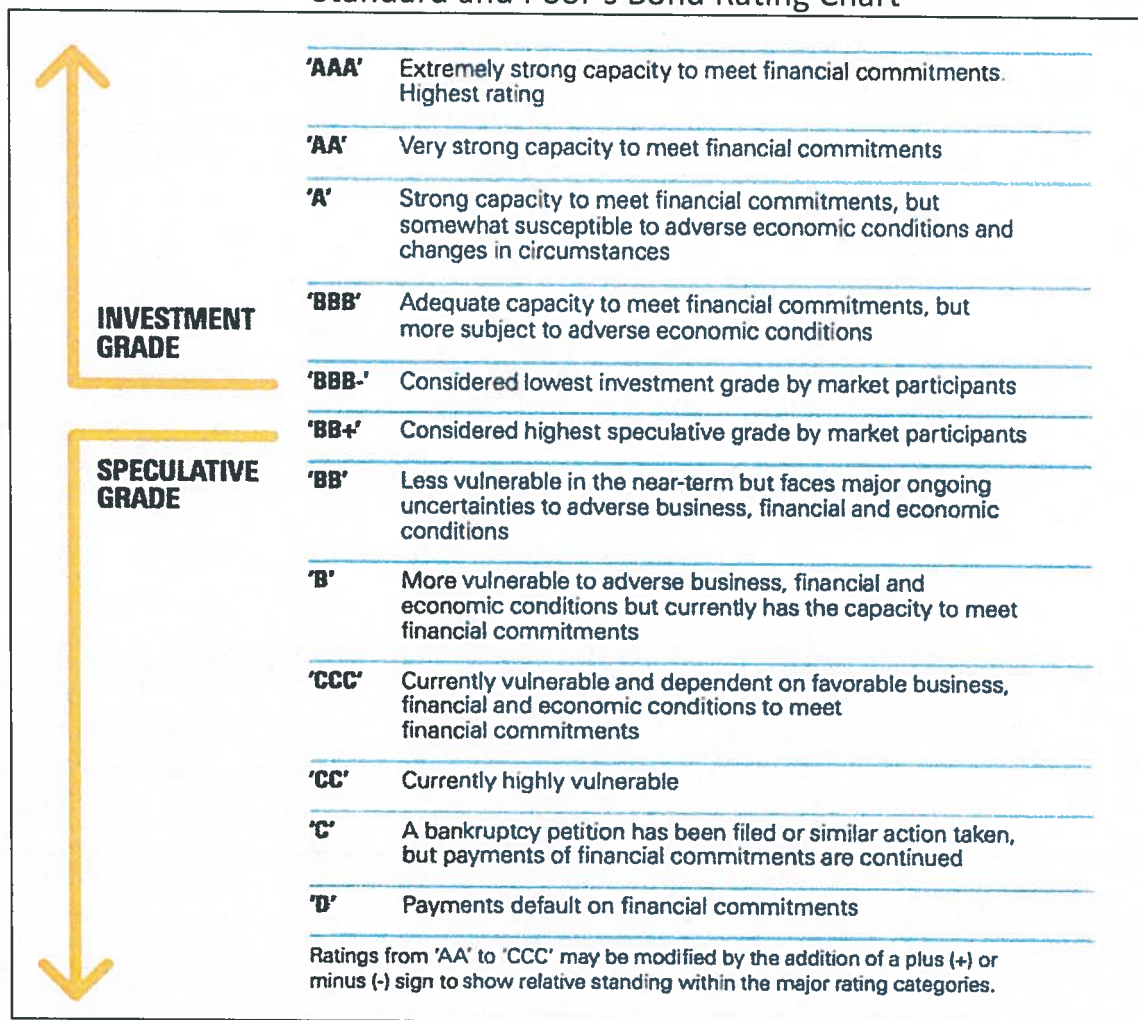 Standard and Poor's Bond Rating Chart
'AAA' Extremely strong capacity to meet financial commitments.
Highest rating
'AA' Very strong capacity to meet financial commitments
'A' Strong capacity to meet financial commitments, but
somewhat susceptible to adverse economic conditions and
changes in circumstances
INVESTMENT
GRADE
'BBB' Adequate capacity to meet financial commitments, but
more subject to adverse economic conditions
'BBB-' Considered lowest investment grade by market participants
'BB+' Considered highest speculative grade by market participants
SPECULATIVE
GRADE
'BB' Less vulnerable in the near-term but faces major ongoing
uncertainties to adverse business, financial and economic
conditions
'B' More vulnerable to adverse business, financial and
economic conditions but currently has the capacity to meet
financial commitments
'CCC' Currently vulnerable and dependent on favorable business,
financial and economic conditions to meet
financial commitments
'CC' Currently highly vulnerable
'C' A bankruptcy petition has been filed or similar action taken,
but payments of financial commitments are continued
'D' Payments default on financial commitments
Ratings from 'AA' to 'CCC' may be modified by the addition of a plus (+) or
minus (-) sign to show relative standing within the major rating categories.